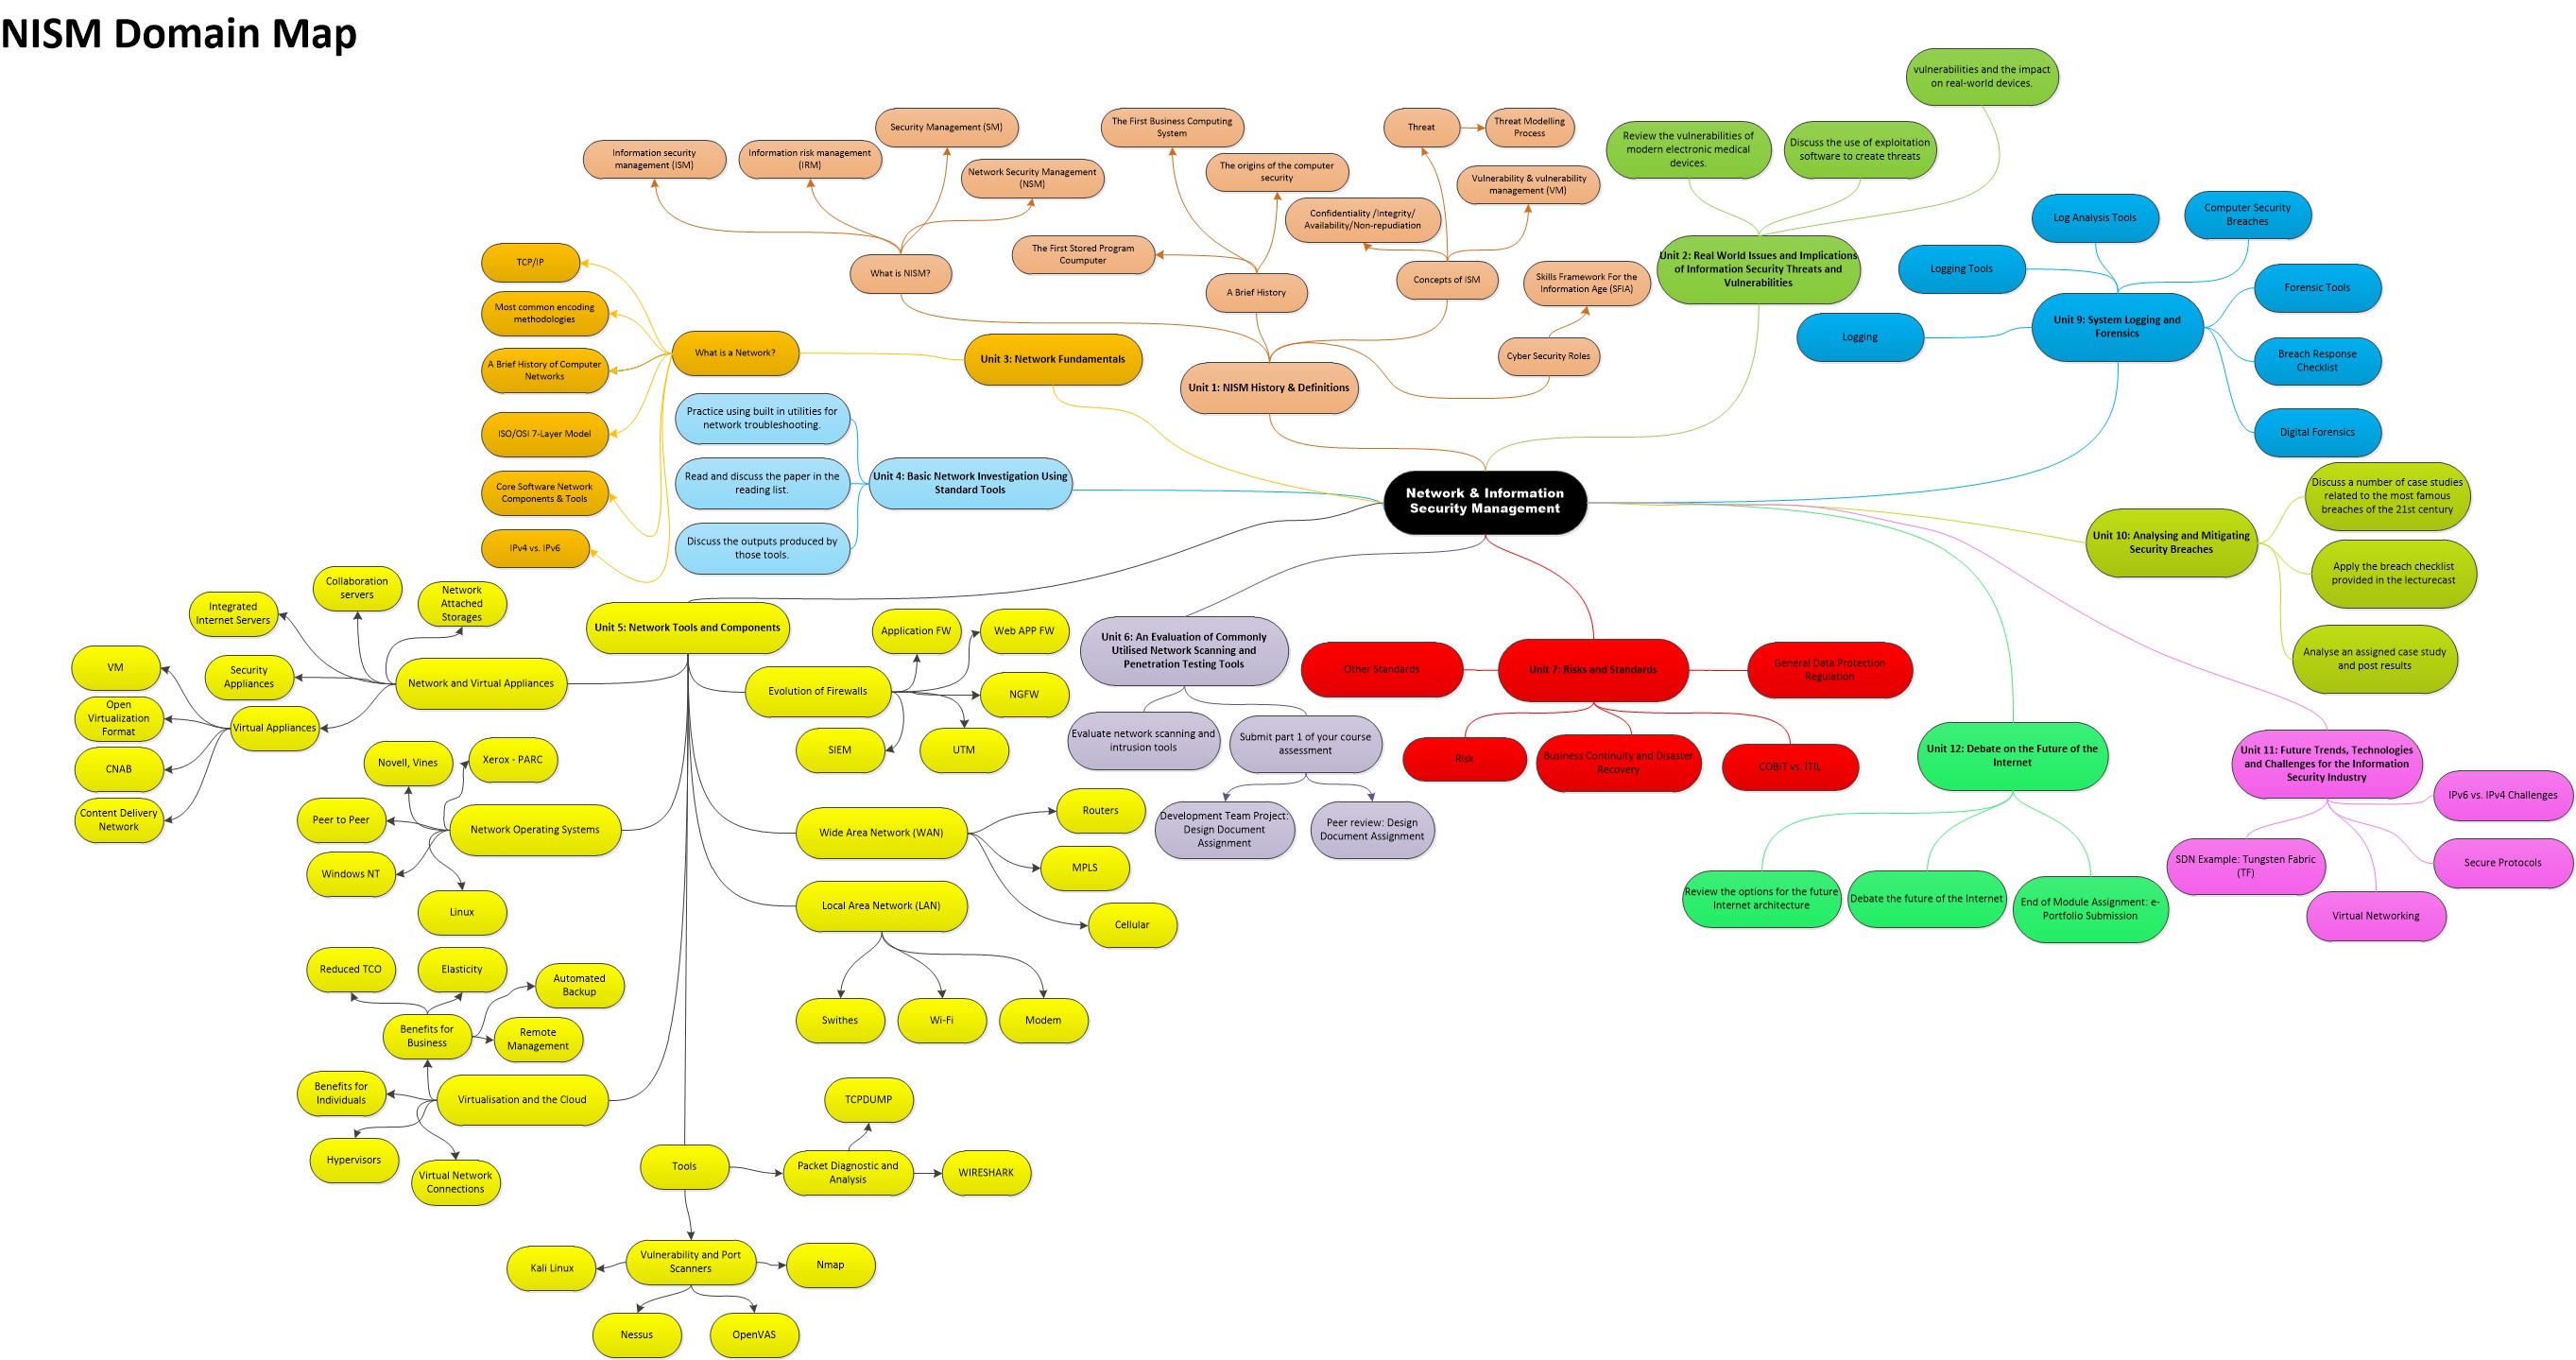 NISM Domain Map
vulnerabilities and the impact
on real-world devices.
Review the vulnerabilities of
modern electronic medical
devices.
Discuss the use of exploitation
software to create threats
Unit 2: Real World Issues and Implications
of Information Security Threats and
Vulnerabilities
Information security
management (ISM)
Information risk management
(IRM)
Security Management (SM)
Network Security Management
(NSM)
What is NISM?
The First Business Computing
System
The origins of the computer
security
The First Stored Program
Coumputer
A Brief History
Threat
Threat Modelling
Process
Vulnerability & vulnerability
management (VM)
Confidentiality /Integrity/
Availability/Non-repudiation
Concepts of ISM
Skills Framework For the
Information Age (SFIA)
Cyber Security Roles
Unit 1: NISM History & Definitions
Log Analysis Tools
Computer Security
Breaches
Logging Tools
Forensic Tools
Logging
Unit 9: System Logging and
Forensics
Breach Response
Checklist
Digital Forensics
TCP/IP
Most common encoding
methodologies
A Brief History of Computer
Networks
ISO/OSI 7-Layer Model
Core Software Network
Components & Tools
IPv4 vs. IPv6
What is a Network?
Unit 3: Network Fundamentals
Practice using built in utilities for
network troubleshooting.
Read and discuss the paper in the
reading list.
Discuss the outputs produced by
those tools.
Unit 4: Basic Network Investigation Using
Standard Tools
Network & Information
Security Management
Discuss a number of case studies
related to the most famous
breaches of the 21st century
Unit 10: Analysing and Mitigating
Security Breaches
Apply the breach checklist
provided in the lecturecast
Analyse an assigned case study
and post results
Unit 5: Network Tools and Components
Collaboration
servers
Network
Attached
Storages
Integrated
Internet Servers
Security
Appliances
Network and Virtual Appliances
VM
Open
Virtualization
Format
CNAB
Content Delivery
Network
Virtual Appliances
Application FW
Web APP FW
Evolution of Firewalls
NGFW
SIEM
UTM
Novell, Vines
Xerox - PARC
Peer to Peer
Network Operating Systems
Windows NT
Linux
Wide Area Network (WAN)
Routers
MPLS
Cellular
Local Area Network (LAN)
Swithes
Wi-Fi
Modem
Reduced TCO
Elasticity
Automated
Backup
Benefits for
Business
Remote
Management
Benefits for
Individuals
Virtualisation and the Cloud
Hypervisors
Virtual Network
Connections
TCPDUMP
Tools
Packet Diagnostic and
Analysis
WIRESHARK
Kali Linux
Vulnerability and Port
Scanners
Nmap
Nessus
OpenVAS
Unit 6: An Evaluation of Commonly
Utilised Network Scanning and
Penetration Testing Tools
Evaluate network scanning and
intrusion tools
Submit part 1 of your course
assessment
Development Team Project:
Design Document
Assignment
Peer review: Design
Document Assignment
Other Standards
Unit 7: Risks and Standards
General Data Protection
Regulation
Risk
Business Continuity and Disaster
Recovery
COBIT vs. ITIL
Unit 12: Debate on the Future of the
Internet
Review the options for the future
Internet architecture
Debate the future of the Internet
End of Module Assignment: e-
Portfolio Submission
Unit 11: Future Trends, Technologies
and Challenges for the Information
Security Industry
IPv6 vs. IPv4 Challenges
SDN Example: Tungsten Fabric
(TF)
Secure Protocols
Virtual Networking